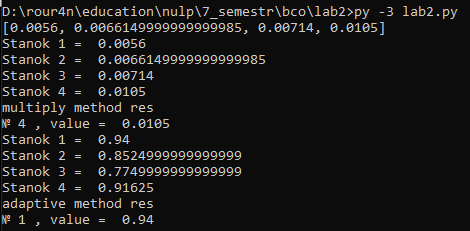 D:\rour4n\education\nulp\7_semestr\bco\lab2>py -3 lab2.py
[0.0056, 0.0066149999999999985, 0.00714, 0.0105]
Stanok 1 =  0.0056
Stanok 2 =  0.0066149999999999985
Stanok 3 =  0.00714
Stanok 4 =  0.0105
multiply method res
№ 4 , value =  0.0105
Stanok 1 =  0.94
Stanok 2 =  0.8524999999999999
Stanok 3 =  0.7749999999999999
Stanok 4 =  0.91625
adaptive method res
№ 1 , value =  0.94